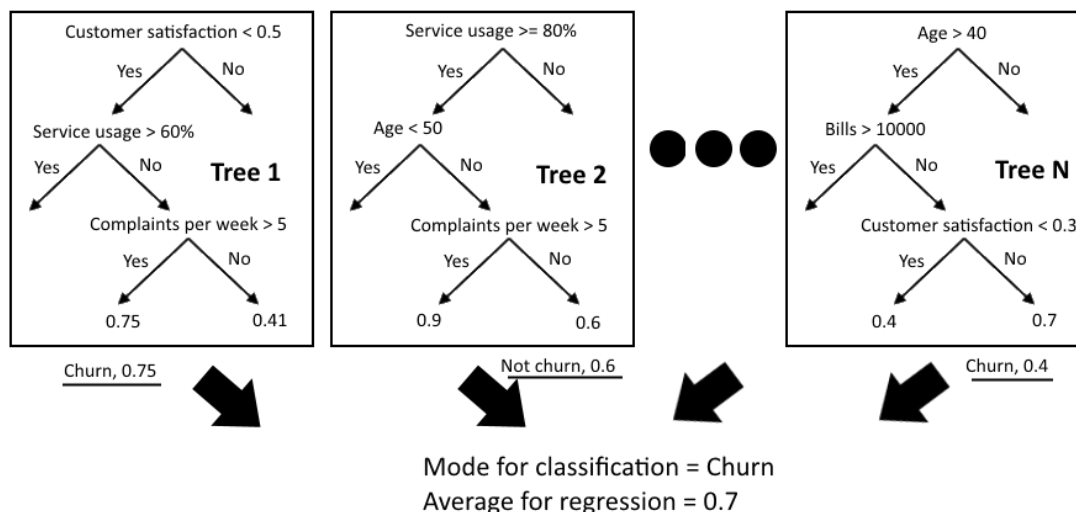 Customer satisfaction < 0.5
Yes
No
Service usage > 60%
Yes
No
Tree 1
Complaints per week > 5
Yes
No
0.75
0.41
Churn, 0.75
Service usage >= 80%
Yes
No
Age < 50
Yes
No
Tree 2
Complaints per week > 5
Yes
No
0.9
0.6
Not churn, 0.6
Age > 40
Yes
No
Bills > 10000
Yes
No
Tree N
Customer satisfaction < 0.3
Yes
No
0.4
0.7
Churn, 0.4
Mode for classification = Churn
Average for regression = 0.7